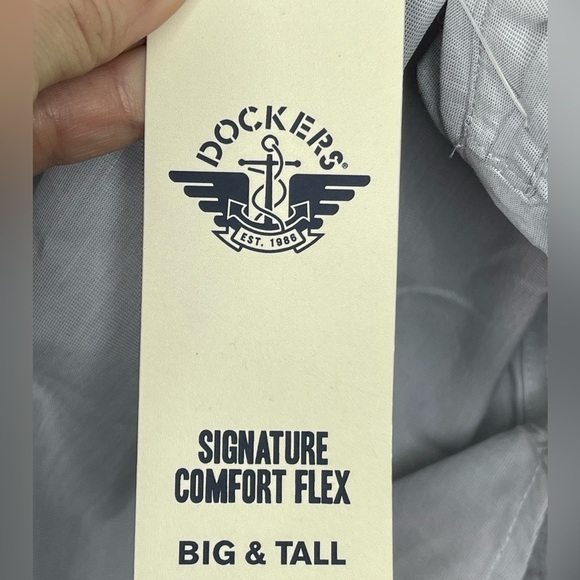 DOCKERS®
EST. 1986
SIGNATURE
COMFORT FLEX
BIG & TALL